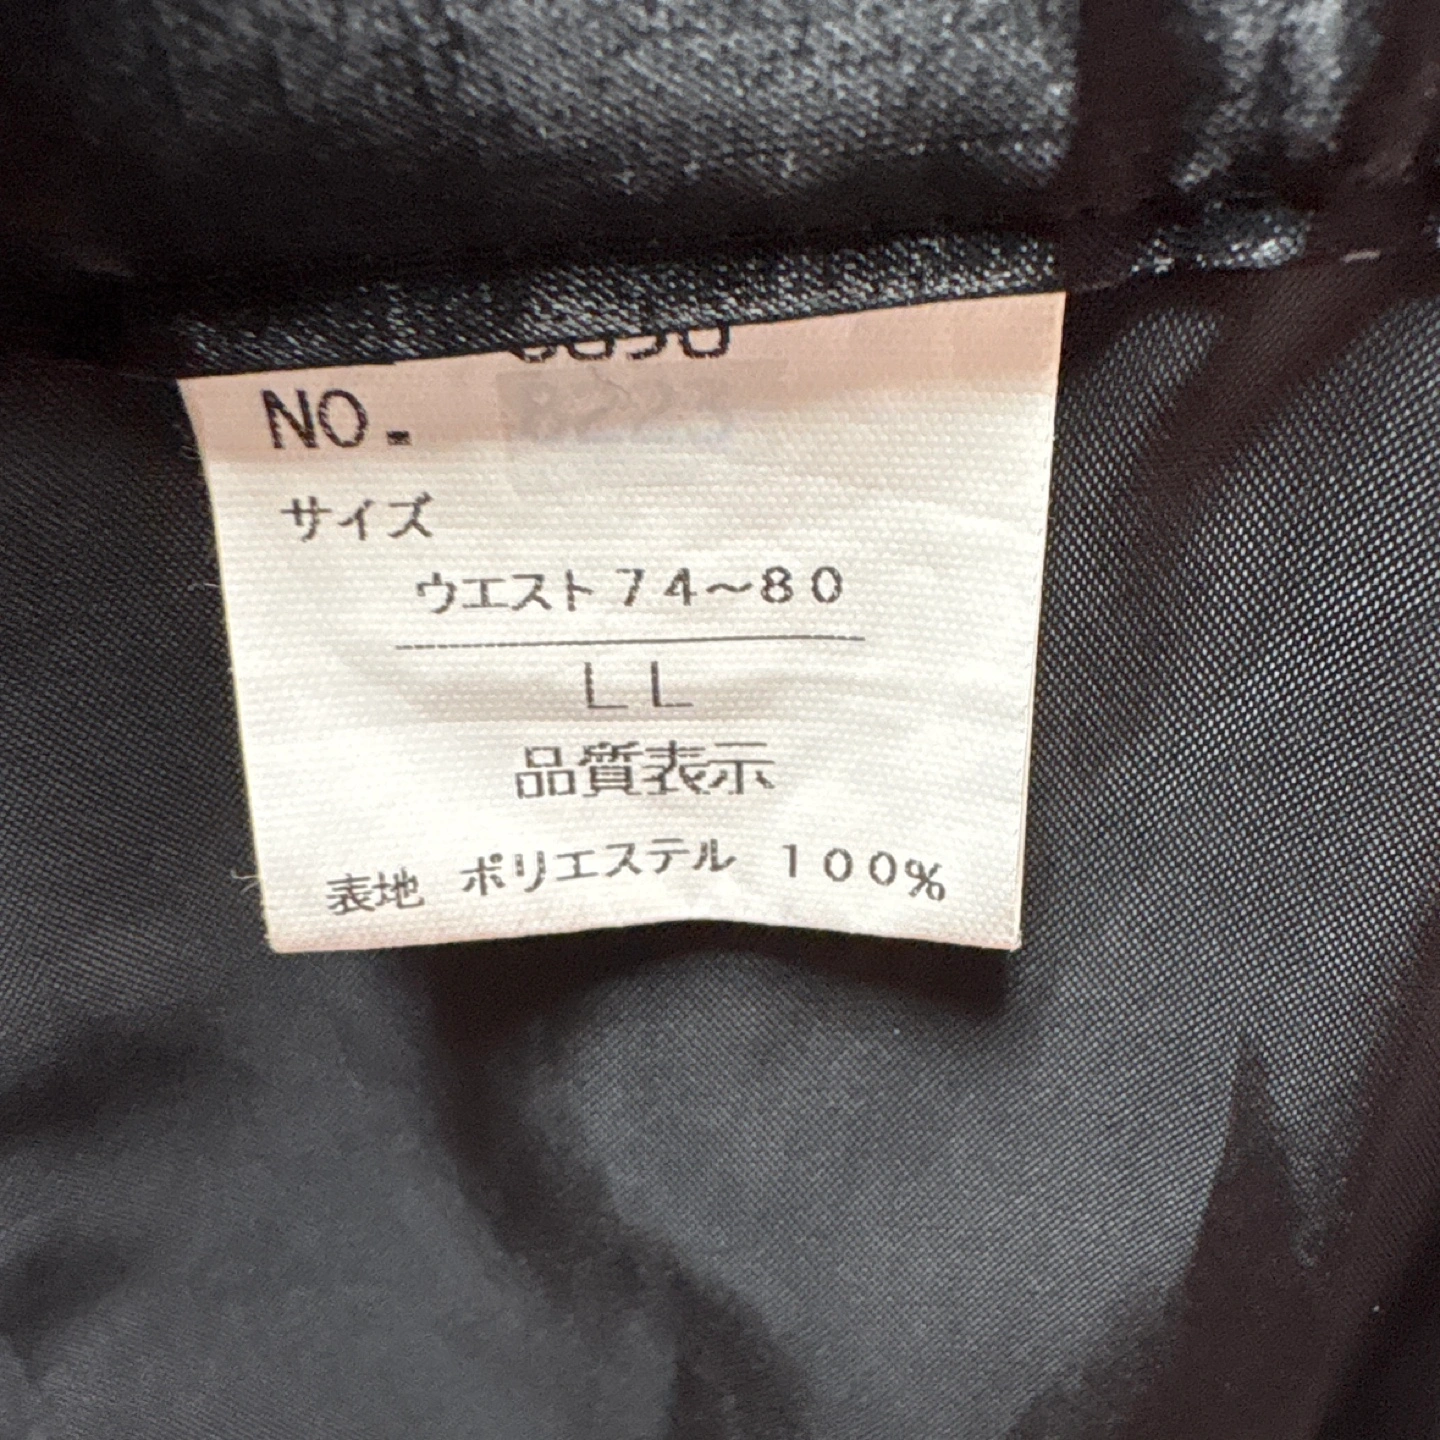 NO.
サイズ
ウエスト74~80
LL
品質表示
表地 ポリエステル 100%